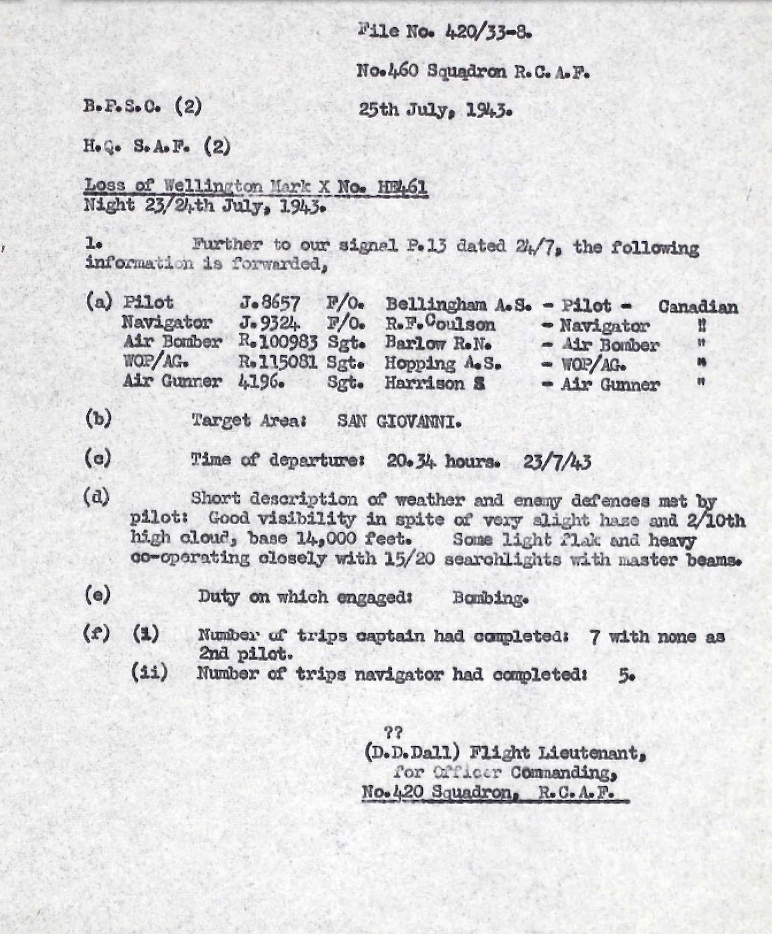 File No. 420/33-8.
No.460 Squadron R.C.A.F.
B.F.S.O. (2) 25th July, 1943.
H.Q. S.A.F. (2)
Loss of Wellington Mark X No. HE461
Night 23/24th July, 1943.
1. Further to our signal P.13 dated 24/7, the following
information is forwarded,
(a) Pilot J.8657 F/O. Bellingham A.S. - Pilot - Canadian
Navigator J.9324 F/O. R.F.Coulson - Navigator "
Air Bomber R.100983 Sgt. Barlow R.N. - Air Bomber "
WOP/AG. R.115081 Sgt. Hopping A.S. - WOP/AG. "
Air Gunner 4196. Sgt. Harrison S - Air Gunner "
(b) Target Area: SAN GIOVANNI.
(c) Time of departure: 20.34 hours. 23/7/43
(d) Short description of weather and enemy defences met by
pilot: Good visibility in spite of very slight haze and 2/10th
high cloud, base 14,000 feet. Some light flak and heavy
co-operating closely with 15/20 searchlights with master beams.
(e) Duty on which engaged: Bombing.
(f) (i) Number of trips captain had completed: 7 with none as
2nd pilot.
(ii) Number of trips navigator had completed: 5.
??
(D.D.Dall) Flight Lieutenant,
for Officer Commanding,
No.420 Squadron, R.C.A.F.